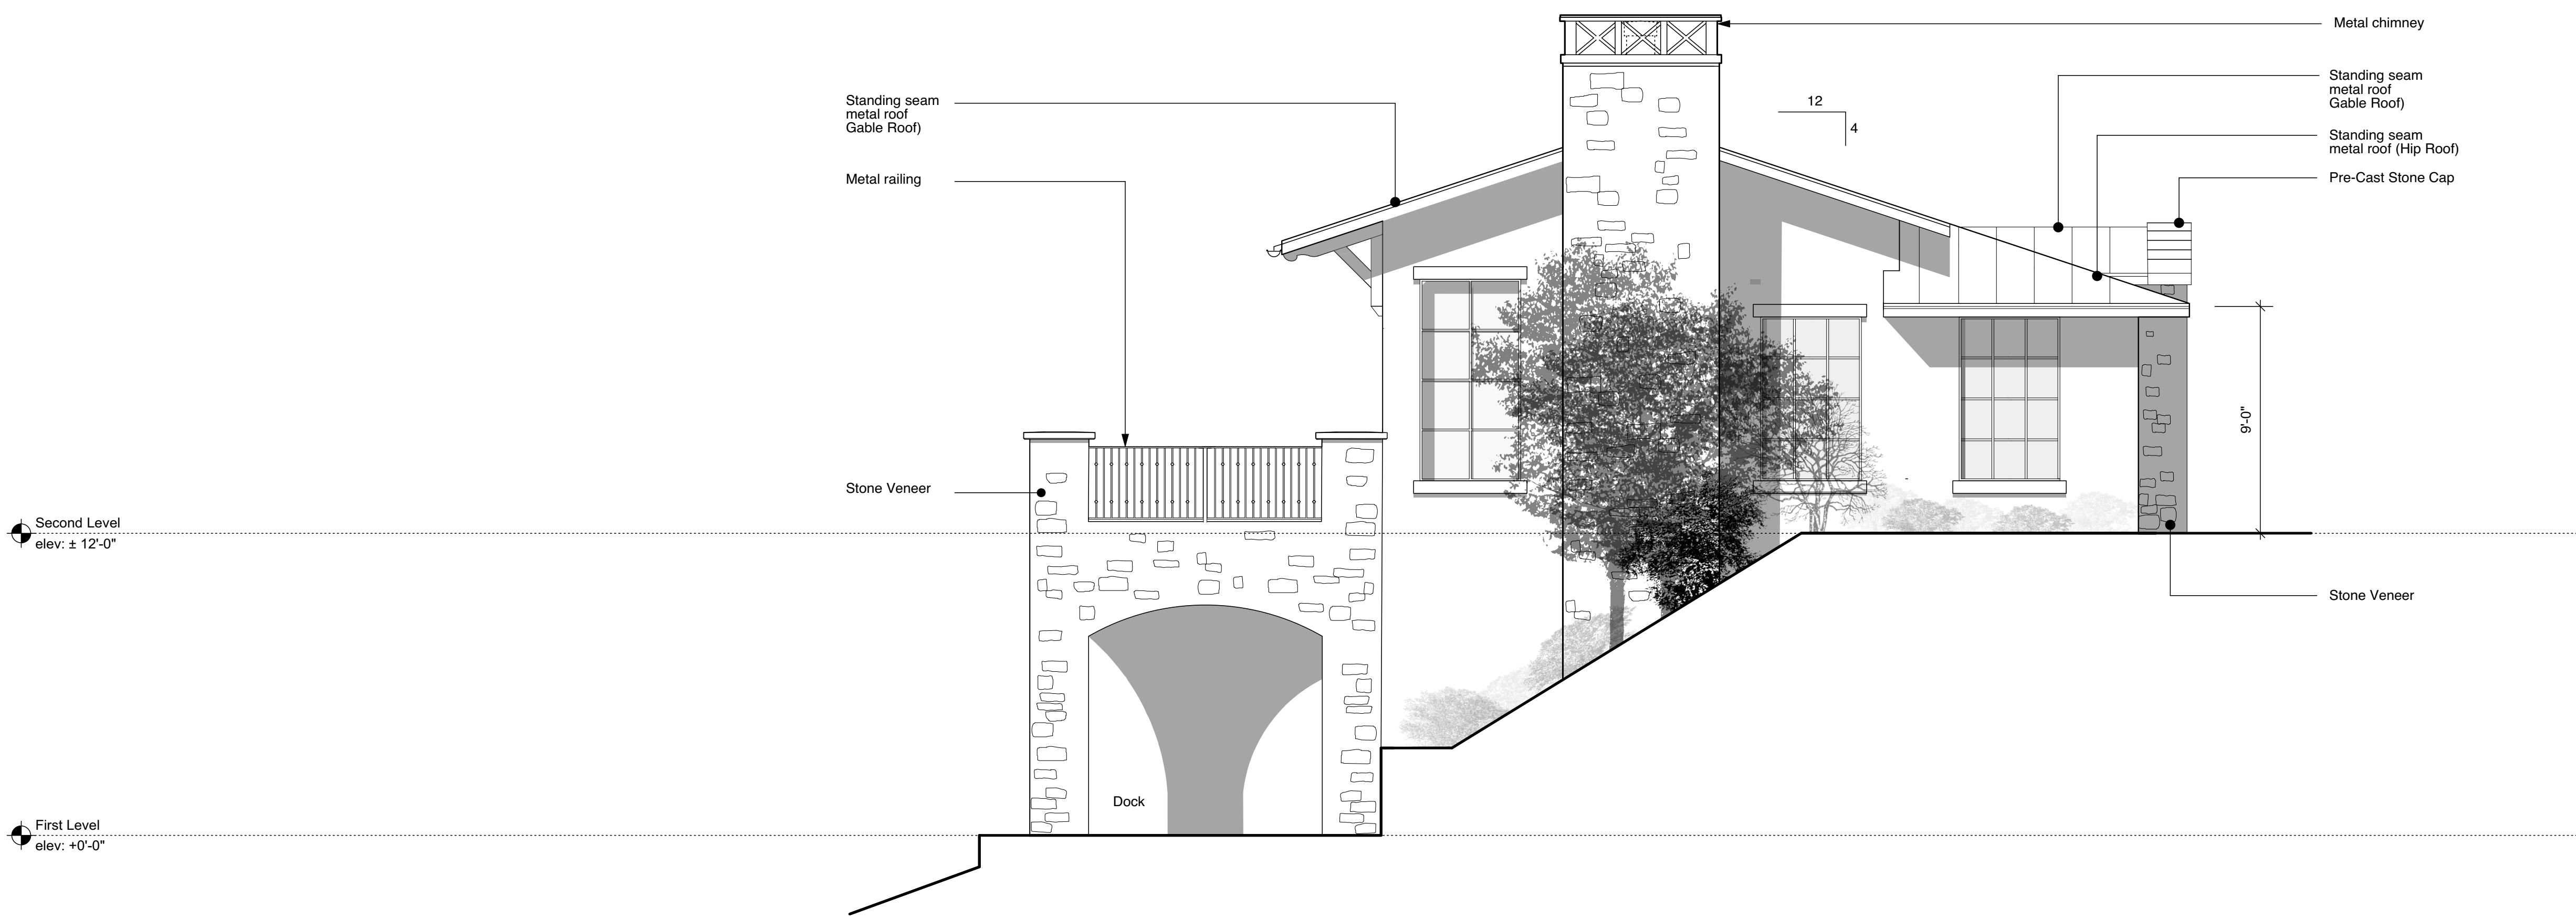 Metal chimney
Standing seam
metal roof
Gable Roof)
Standing seam
metal roof
Gable Roof)
12
4
Standing seam
metal roof (Hip Roof)
Metal railing
Pre-Cast Stone Cap
9'-0"
Stone Veneer
Second Level
elev: ± 12'-0"
Stone Veneer
Dock
First Level
elev: +0'-0"